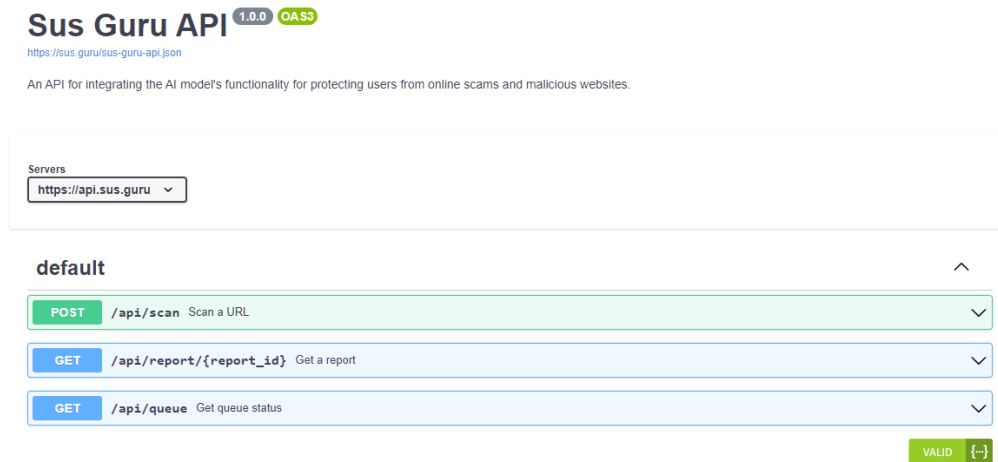 Sus Guru API 1.0.0 OAS3
https://sus.guru/sus-guru-api.json
An API for integrating the AI model's functionality for protecting users from online scams and malicious websites.
Servers
https://api.sus.guru
default
POST /api/scan Scan a URL
GET /api/report/{report_id} Get a report
GET /api/queue Get queue status
VALID {...}